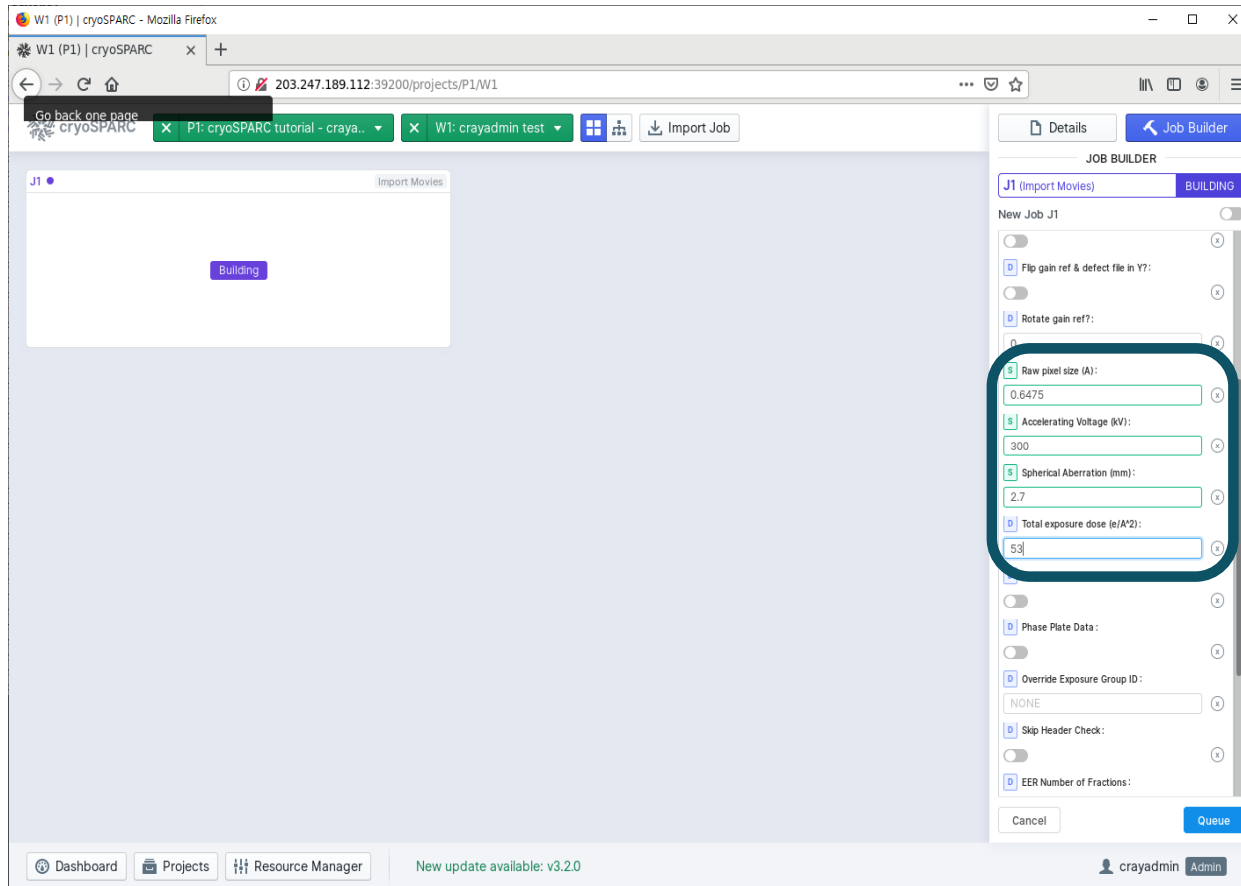 W1 (P1) | cryoSPARC - Mozilla Firefox
W1 (P1) | cryoSPARC
203.247.189.112:39200/projects/P1/W1
Go back one page
cryoSPARC
P1: cryoSPARC tutorial - craya..
W1: crayadmin test
Import Job
Details
Job Builder
JOB BUILDER
J1 (Import Movies) BUILDING
New Job J1
J1
Import Movies
Building
D Flip gain ref & defect file in Y?:
D Rotate gain ref?:
0
S Raw pixel size (A):
0.6475
S Accelerating Voltage (kV):
300
S Spherical Aberration (mm):
2.7
D Total exposure dose (e/A^2):
53
D Phase Plate Data:
D Override Exposure Group ID:
NONE
D Skip Header Check:
D EER Number of Fractions:
Cancel
Queue
Dashboard
Projects
Resource Manager
New update available: v3.2.0
crayadmin Admin